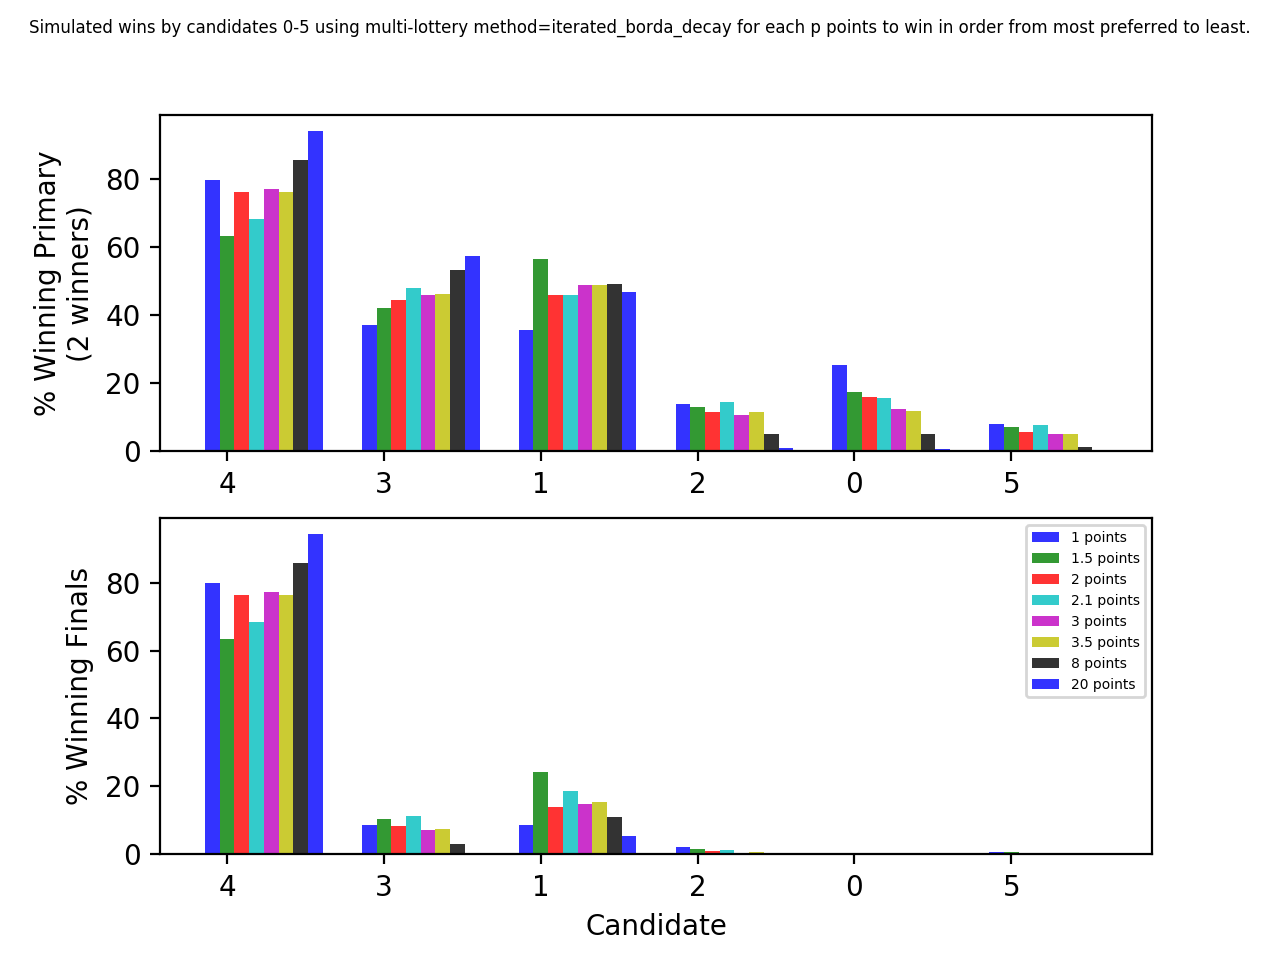 Simulated wins by candidates 0-5 using multi-lottery method=iterated_borda_decay for each p points to win in order from most preferred to least.
% Winning Primary
(2 winners)
80
60
40
20
0
4 3 1 2 0 5
% Winning Finals
80
60
40
20
0
1 points
1.5 points
2 points
2.1 points
3 points
3.5 points
8 points
20 points
4 3 1 2 0 5
Candidate